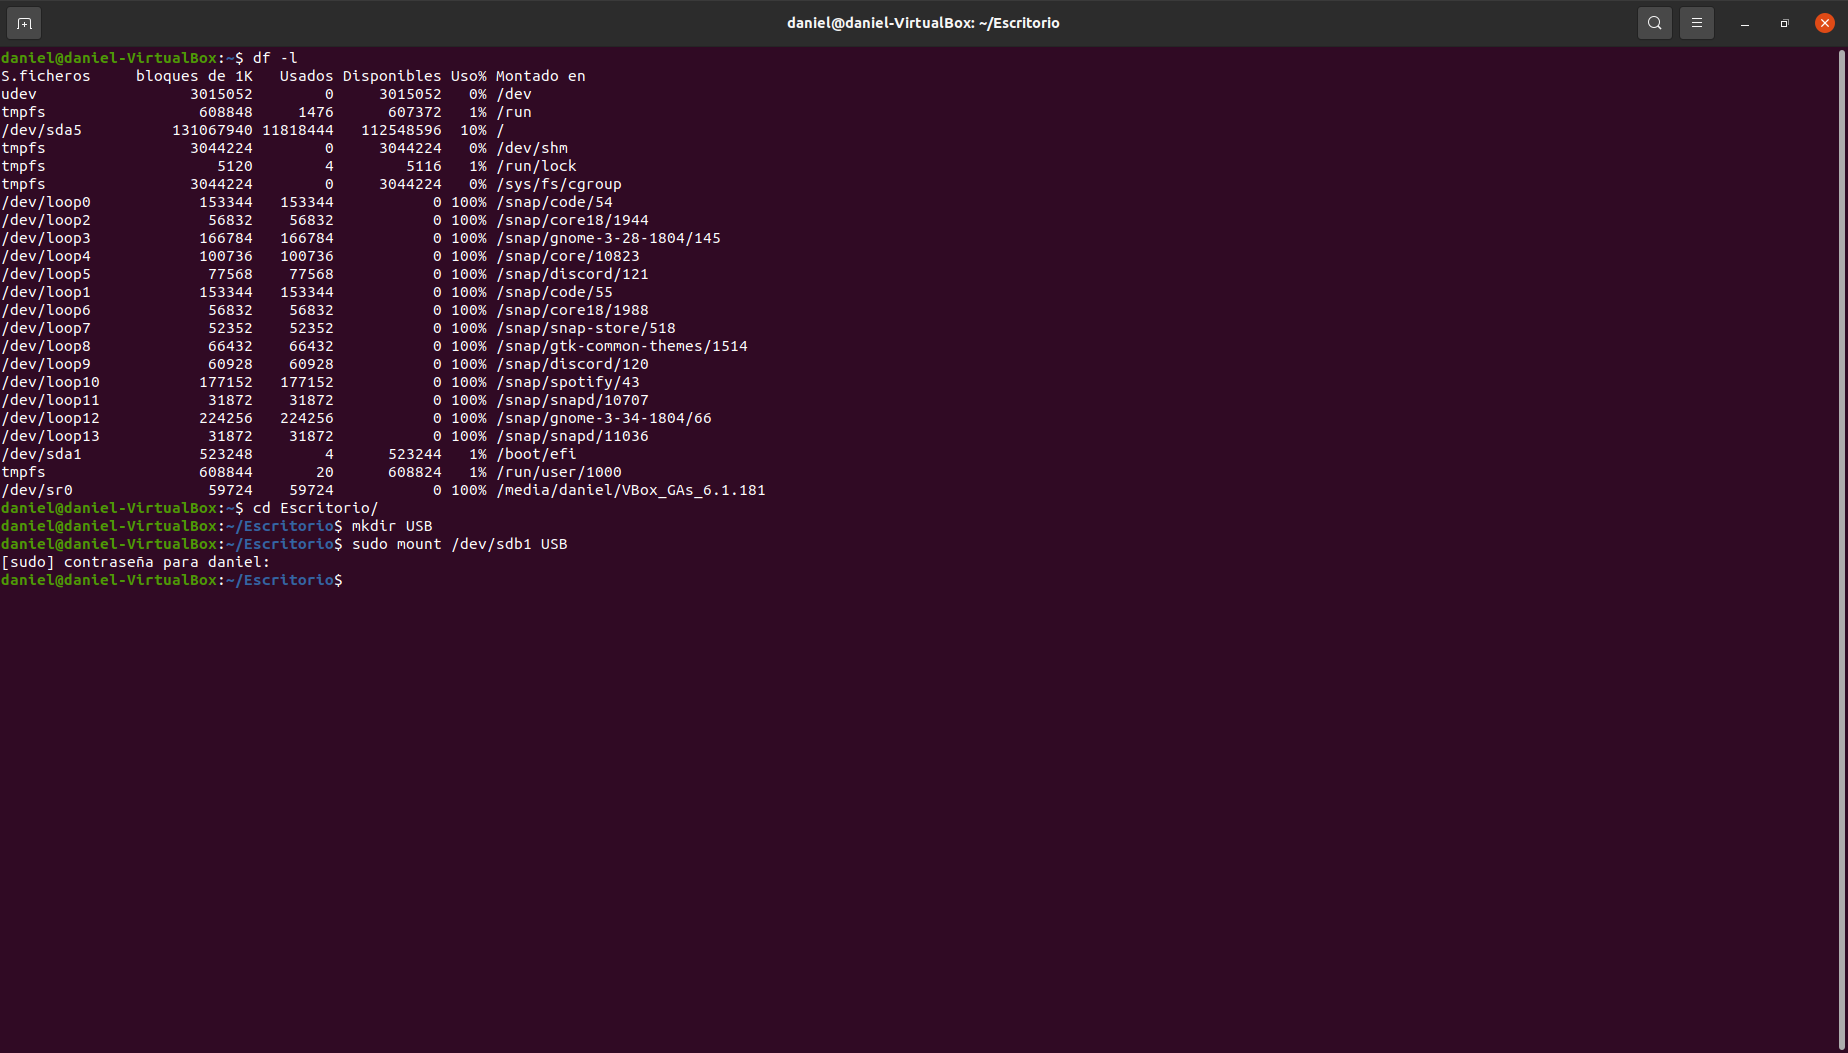 daniel@daniel-VirtualBox: ~/Escritorio
daniel@daniel-VirtualBox:~$ df -l
S.ficheros     bloques de 1K   Usados Disponibles Uso% Montado en
udev                 3015052        0     3015052   0% /dev
tmpfs                 608848     1476      607372   1% /run
/dev/sda5          131067940 11818444   112548596  10% /
tmpfs                3044224        0     3044224   0% /dev/shm
tmpfs                   5120        4        5116   1% /run/lock
tmpfs                3044224        0     3044224   0% /sys/fs/cgroup
/dev/loop0            153344   153344           0 100% /snap/code/54
/dev/loop2             56832    56832           0 100% /snap/core18/1944
/dev/loop3            166784   166784           0 100% /snap/gnome-3-28-1804/145
/dev/loop4            100736   100736           0 100% /snap/core/10823
/dev/loop5             77568    77568           0 100% /snap/discord/121
/dev/loop1            153344   153344           0 100% /snap/code/55
/dev/loop6             56832    56832           0 100% /snap/core18/1988
/dev/loop7             52352    52352           0 100% /snap/snap-store/518
/dev/loop8             66432    66432           0 100% /snap/gtk-common-themes/1514
/dev/loop9             60928    60928           0 100% /snap/discord/120
/dev/loop10           177152   177152           0 100% /snap/spotify/43
/dev/loop11            31872    31872           0 100% /snap/snapd/10707
/dev/loop12           224256   224256           0 100% /snap/gnome-3-34-1804/66
/dev/loop13            31872    31872           0 100% /snap/snapd/11036
/dev/sda1             523248        4      523244   1% /boot/efi
tmpfs                 608844       20      608824   1% /run/user/1000
/dev/sr0               59724    59724           0 100% /media/daniel/VBox_GAs_6.1.181
daniel@daniel-VirtualBox:~$ cd Escritorio/
daniel@daniel-VirtualBox:~/Escritorio$ mkdir USB
daniel@daniel-VirtualBox:~/Escritorio$ sudo mount /dev/sdb1 USB
[sudo] contraseña para daniel:
daniel@daniel-VirtualBox:~/Escritorio$